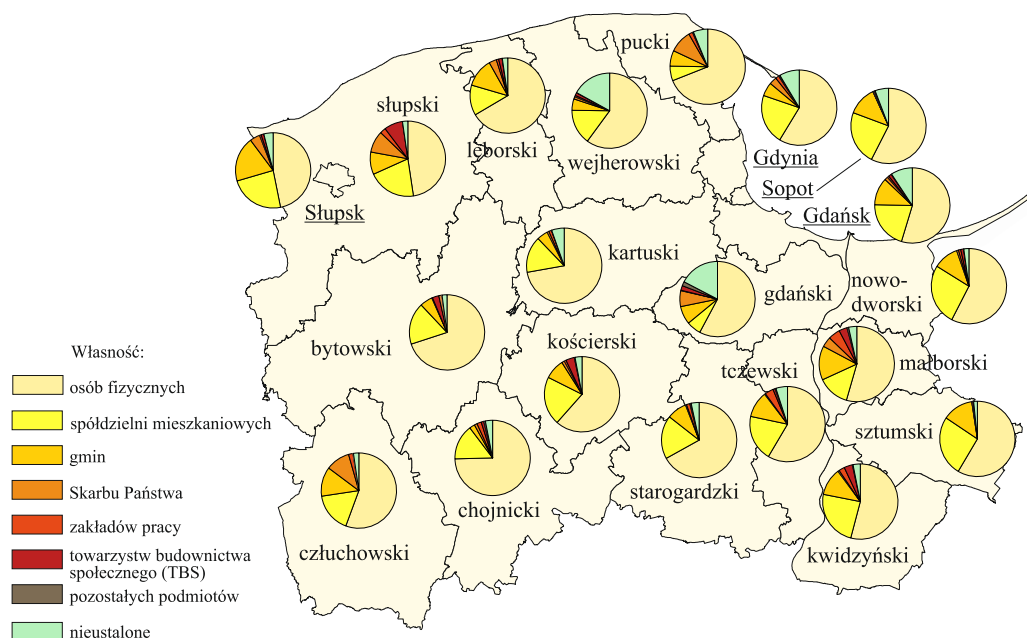 pucki
słupski
lęborski
wejherowski
Gdynia
Sopot
Słupsk
Gdańsk
kartuski
gdański
nowo-
dworski
bytowski
kościerski
tczewski
małborski
sztumski
starogardzki
chojnicki
człuchowski
kwidzyński
Własność:
osób fizycznych
spółdzielni mieszkaniowych
gmin
Skarbu Państwa
zakładów pracy
towarzystw budownictwa
społecznego (TBS)
pozostałych podmiotów
nieustalone